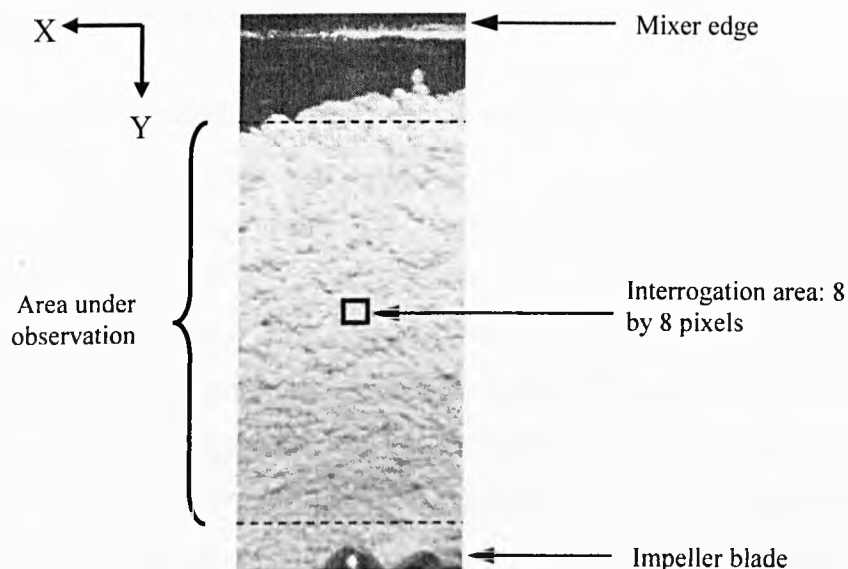 Mixer edge
X
Y
Area under
observation
Interrogation area: 8
by 8 pixels
Impeller blade